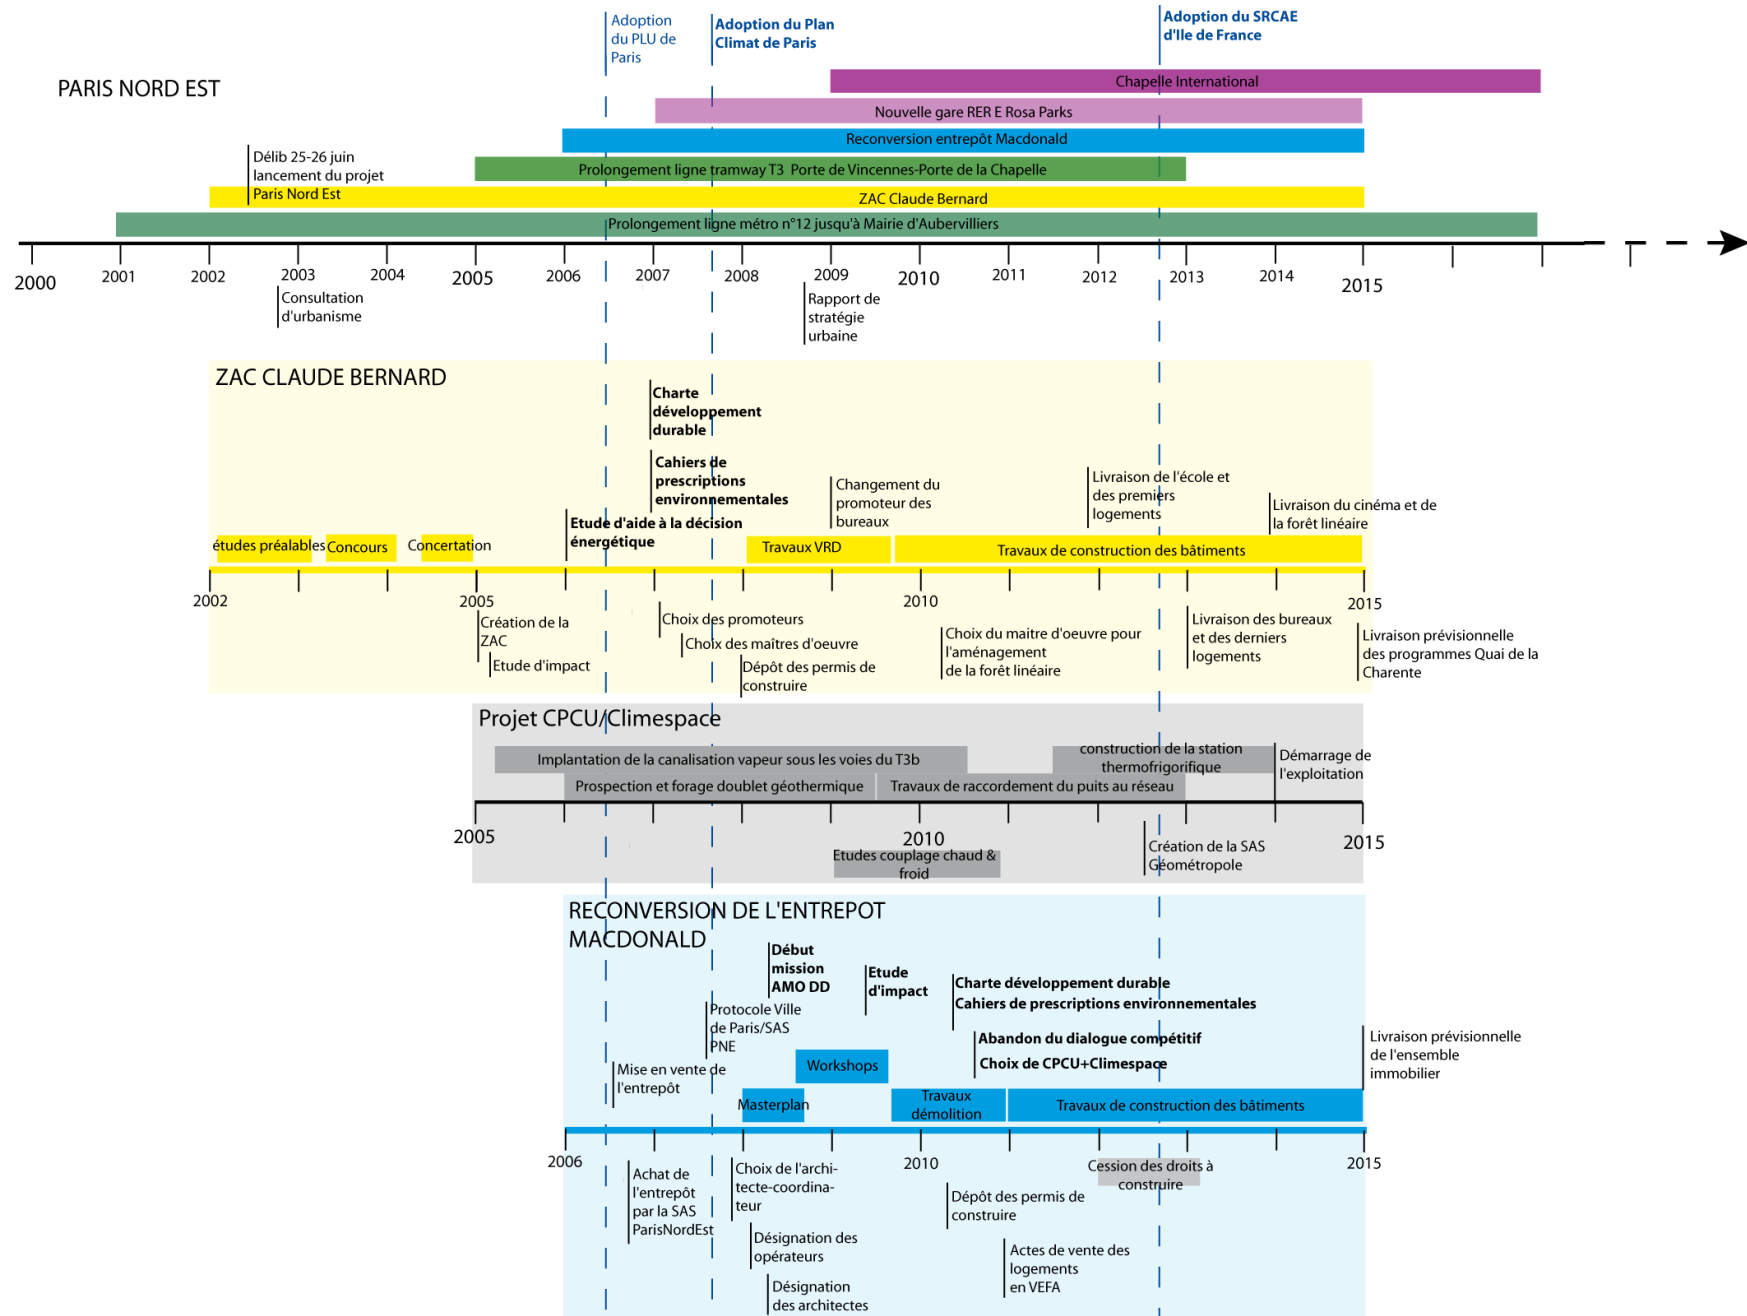 Adoption
du PLU de
Paris
Adoption du Plan
Climat de Paris
Adoption du SRCAE
d'Ile de France
PARIS NORD EST
Chapelle International
Nouvelle gare RER E Rosa Parks
Reconversion entrepôt Macdonald
Délib 25-26 juin
lancement du projet
Paris Nord Est
Prolongement ligne tramway T3 Porte de Vincennes-Porte de la Chapelle
ZAC Claude Bernard
Prolongement ligne métro n°12 jusqu'à Mairie d'Aubervilliers
2000 2001 2002 2003 2004 2005 2006 2007 2008 2009 2010 2011 2012 2013 2014 2015
Consultation
d'urbanisme
Rapport de
stratégie
urbaine
ZAC CLAUDE BERNARD
Charte
développement
durable
Cahiers de
prescriptions
environnementales
Etude d'aide à la décision
énergétique
Changement du
promoteur des
bureaux
Livraison de l'école et
des premiers
logements
Livraison du cinéma et de
la forêt linéaire
études préalables
Concours
Concertation
Travaux VRD
Travaux de construction des bâtiments
2002 2005 2010 2015
Création de la
ZAC
Etude d'impact
Choix des promoteurs
Choix des maîtres d'oeuvre
Dépôt des permis de
construire
Choix du maitre d'oeuvre pour
l'aménagement
de la forêt linéaire
Livraison des bureaux
et des derniers
logements
Livraison prévisionnelle
des programmes Quai de la
Charente
Projet CPCU/Climespace
Implantation de la canalisation vapeur sous les voies du T3b
construction de la station
thermofrigorifique
Démarrage de
l'exploitation
Prospection et forage doublet géothermique
Travaux de raccordement du puits au réseau
2005 2010 2015
Etudes couplage chaud &
froid
Création de la SAS
Géométropole
RECONVERSION DE L'ENTREPOT
MACDONALD
Début
mission
AMO DD
Etude
d'impact
Charte développement durable
Cahiers de prescriptions environnementales
Protocole Ville
de Paris/SAS
PNE
Abandon du dialogue compétitif
Choix de CPCU+Climespace
Livraison prévisionnelle
de l'ensemble
immobilier
Mise en vente de
l'entrepôt
Workshops
Masterplan
Travaux
démolition
Travaux de construction des bâtiments
2006 2010 2015
Achat de
l'entrepôt
par la SAS
ParisNordEst
Choix de l'archi-
tecte-coordina-
teur
Cession des droits à
construire
Dépôt des permis de
construire
Désignation des
opérateurs
Actes de vente des
logements
en VEFA
Désignation
des architectes